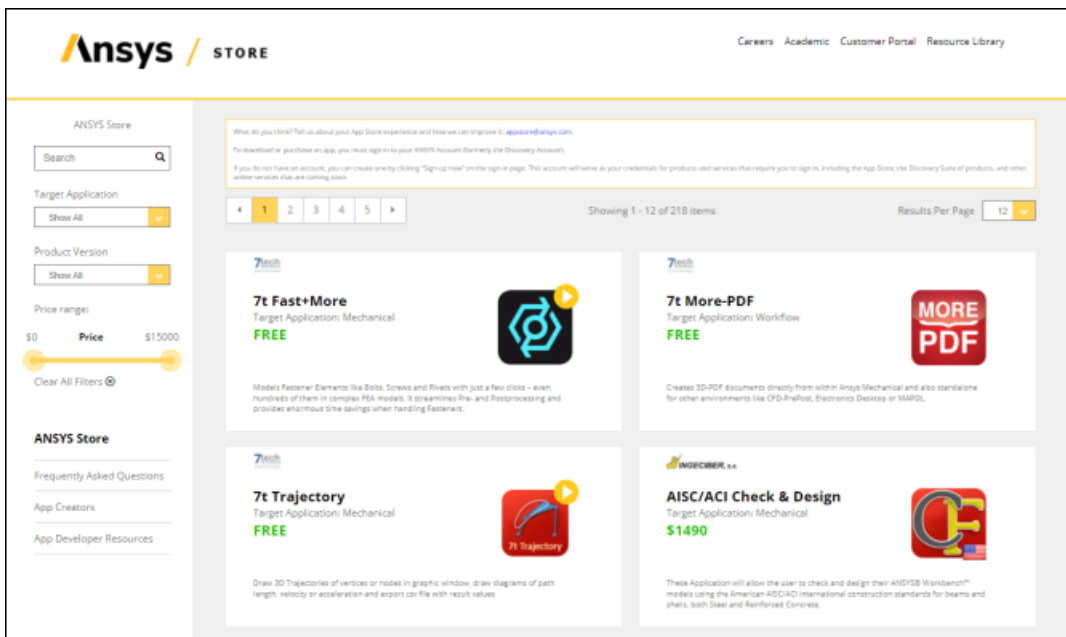 Ansys / STORE
Careers Academic Customer Portal Resource Library
ANSYS Store
Search
Target Application
Show All
Product Version
Show All
Price range:
$0 Price $15000
Clear All Filters
ANSYS Store
Frequently Asked Questions
App Creators
App Developer Resources
What do you think? Tell us about your App Store experience and how we can improve it: appstore@ansys.com.
To download or purchase an app, you must sign in to your ANSYS Account (formerly the Discovery Account).
If you do not have an account, you can create one by clicking "Sign up now" on the sign-in page. This account will serve as your credentials for products and services that require you to sign in, including the App Store, the Discovery Suite of products, and other
online services that are coming soon.
1 2 3 4 5
Showing 1 - 12 of 218 items
Results Per Page 12
7tech
7t Fast+More
Target Application: Mechanical
FREE
Models Fastener Elements like Bolts, Screws and Rivets with just a few clicks – even
hundreds of them in complex FEA models. It streamlines Pre- and Postprocessing and
provides enormous time savings when handling Fasteners.
7tech
7t More-PDF
Target Application: Workflow
FREE
MORE
PDF
Creates 3D-PDF documents directly from within Ansys Mechanical and also standalone
for other environments like CFD-PrePost, Electronics Desktop or MAPDL.
7tech
7t Trajectory
Target Application: Mechanical
FREE
7t Trajectory
Draw 3D Trajectories of vertices or nodes in graphic window, draw diagrams of path
length, velocity or acceleration and export csv file with result values
INGECIBER, S.A.
AISC/ACI Check & Design
Target Application: Mechanical
$1490
CF
These Application will allow the user to check and design their ANSYS® Workbench™
models using the American AISC/ACI international construction standards for beams and
shells, both Steel and Reinforced Concrete.